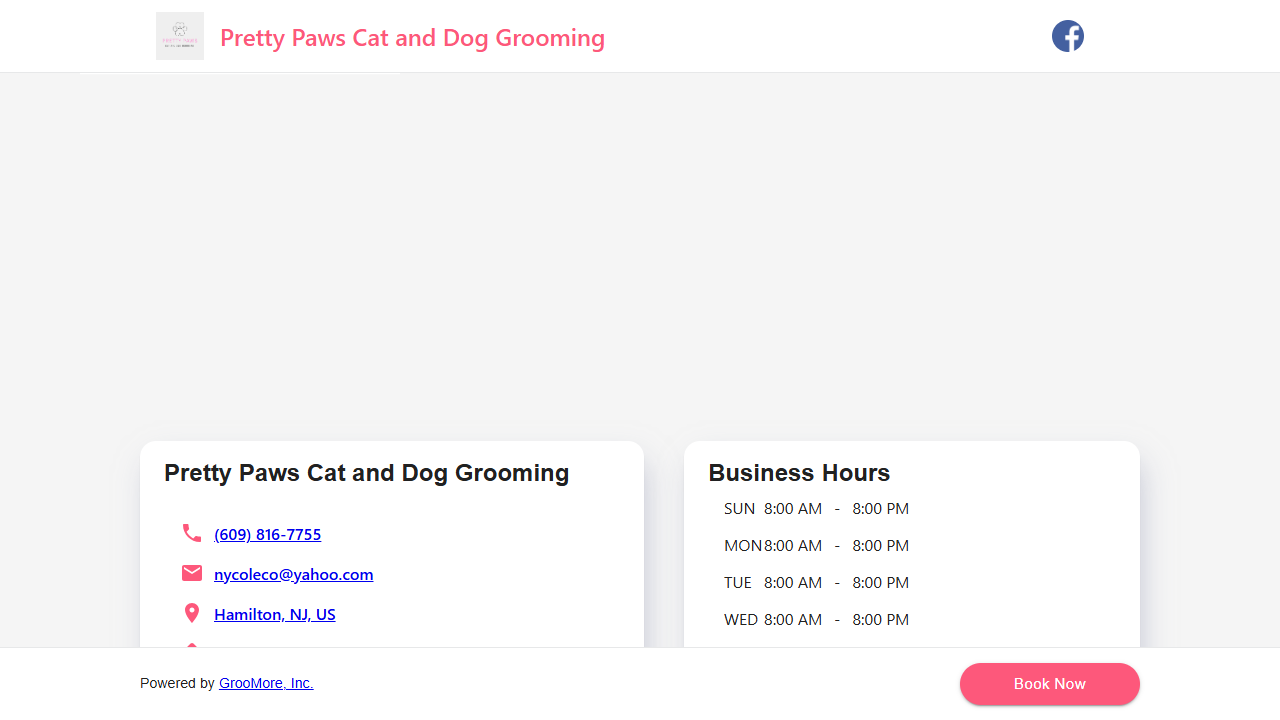 Pretty Paws Cat and Dog Grooming
Pretty Paws Cat and Dog Grooming
(609) 816-7755
nycoleco@yahoo.com
Hamilton, NJ, US
Business Hours
SUN 8:00 AM - 8:00 PM
MON 8:00 AM - 8:00 PM
TUE 8:00 AM - 8:00 PM
WED 8:00 AM - 8:00 PM
Powered by GrooMore, Inc.
Book Now